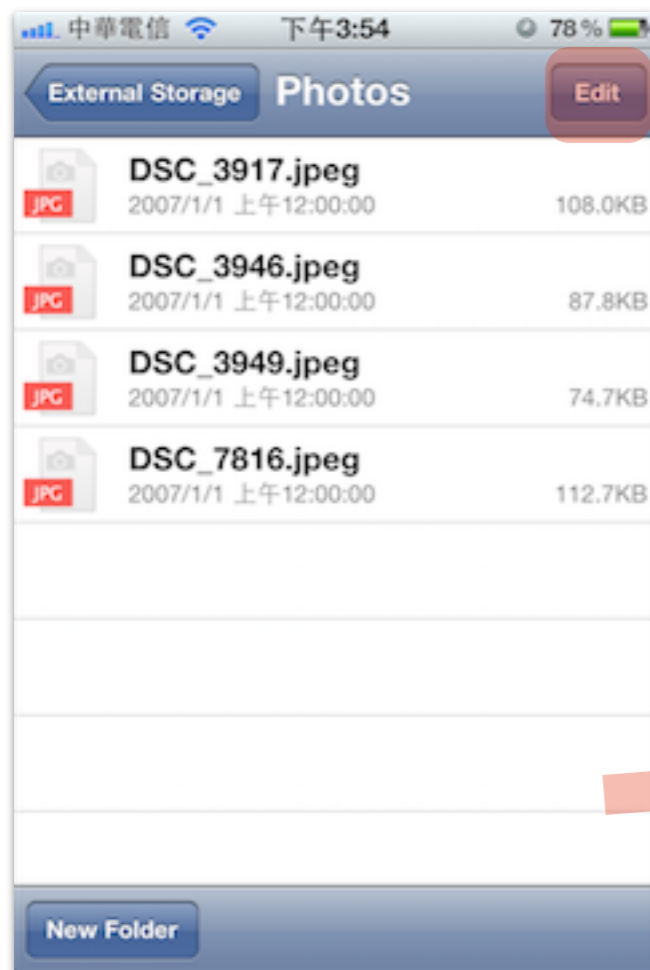 中華電信 下午3:54 78%
External Storage Photos Edit
DSC_3917.jpeg
JPG 2007/1/1 上午12:00:00 108.0KB
DSC_3946.jpeg
JPG 2007/1/1 上午12:00:00 87.8KB
DSC_3949.jpeg
JPG 2007/1/1 上午12:00:00 74.7KB
DSC_7816.jpeg
JPG 2007/1/1 上午12:00:00 112.7KB
New Folder